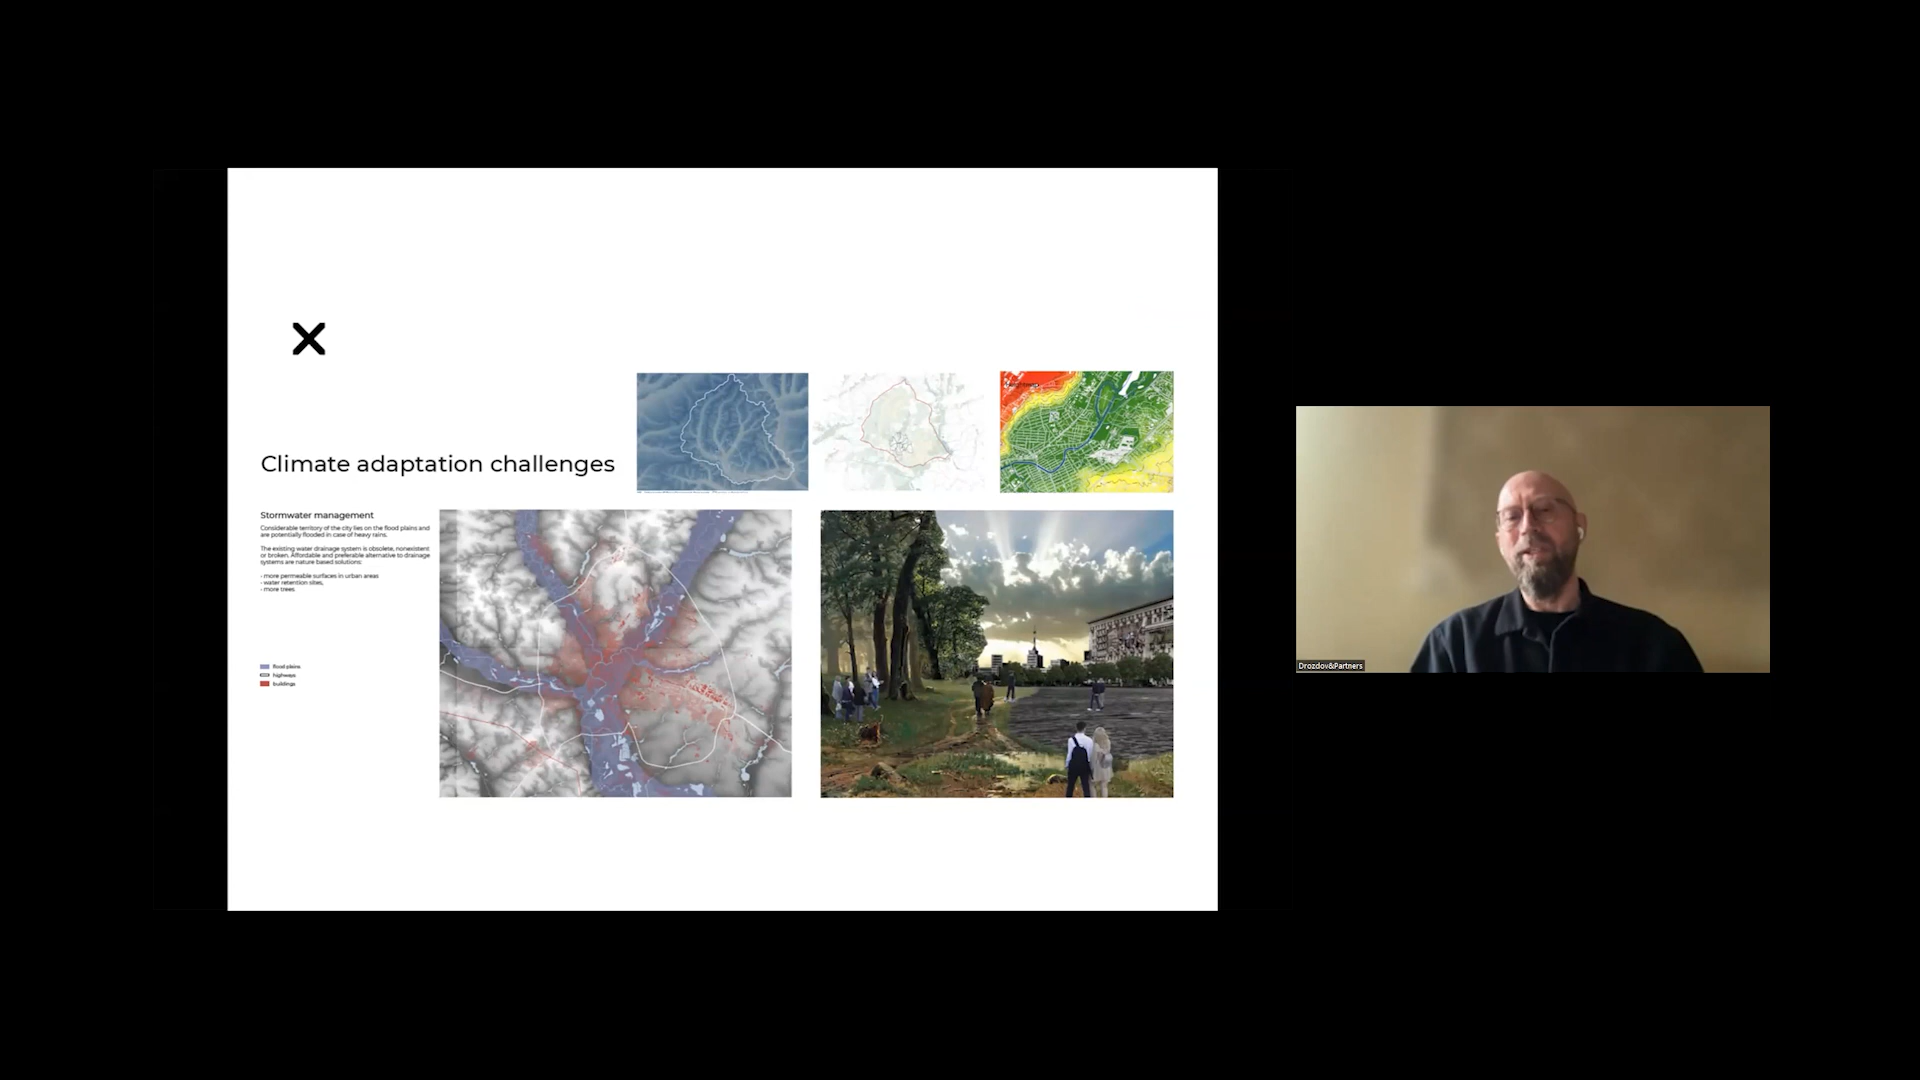 Climate adaptation challenges
Stormwater management
Considerable territory of the city lies on the flood plains and
are potentially flooded in case of heavy rains.
The existing water drainage system is obsolete, nonexistent
or broken. Affordable and preferable alternative to drainage
systems are nature based solutions:
- more permeable surfaces in urban areas
- water retention sites,
- more trees
flood plains
highways
buildings
Drozdov&Partners